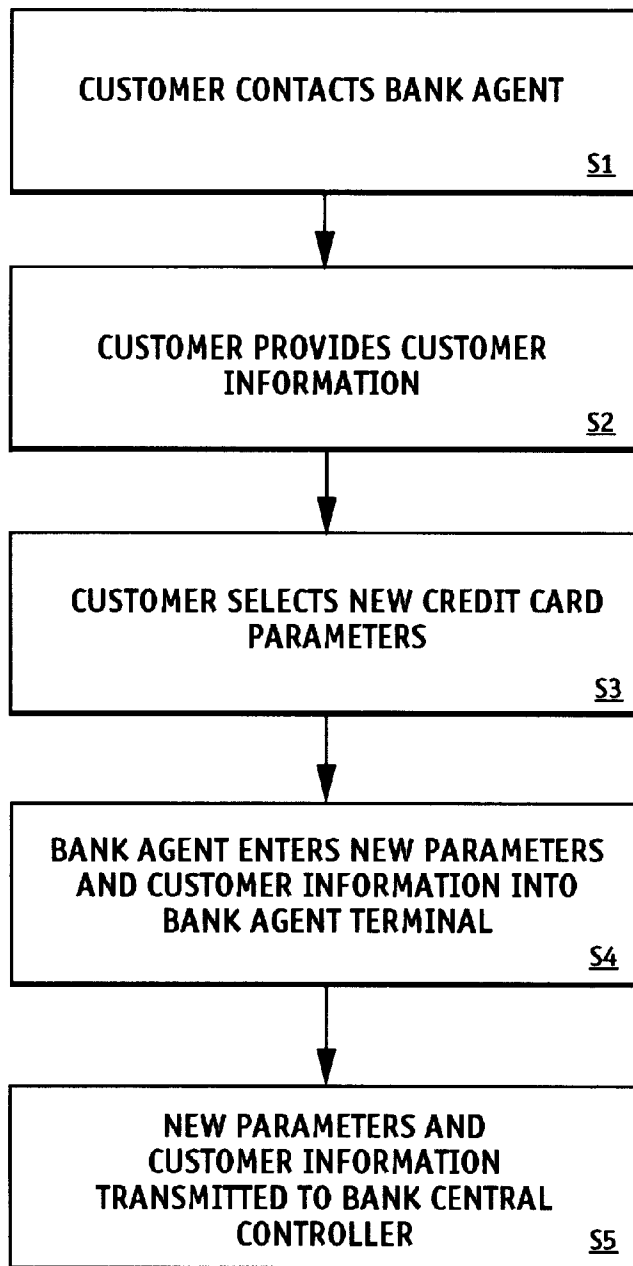 CUSTOMER CONTACTS BANK AGENT
S1
CUSTOMER PROVIDES CUSTOMER
INFORMATION
S2
CUSTOMER SELECTS NEW CREDIT CARD
PARAMETERS
S3
BANK AGENT ENTERS NEW PARAMETERS
AND CUSTOMER INFORMATION INTO
BANK AGENT TERMINAL
S4
NEW PARAMETERS AND
CUSTOMER INFORMATION
TRANSMITTED TO BANK CENTRAL
CONTROLLER
S5